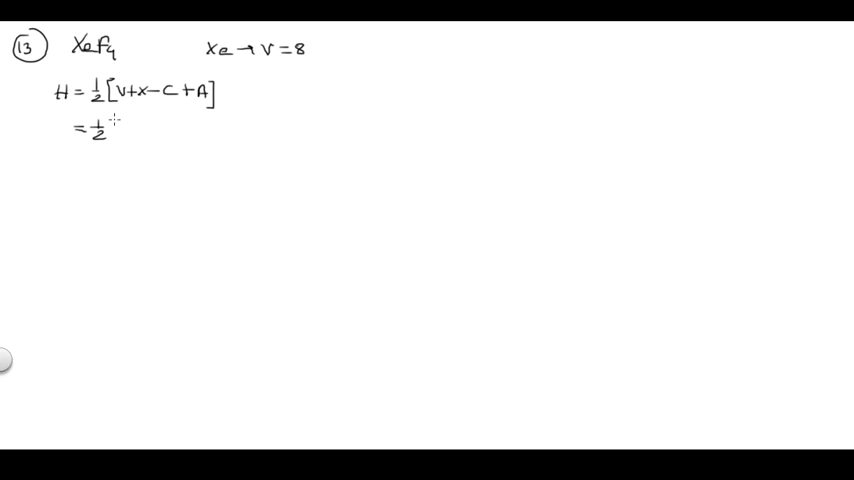 ⑬ XeF₄ Xe → V = 8
H = ½[V+X−C+A]
= ½